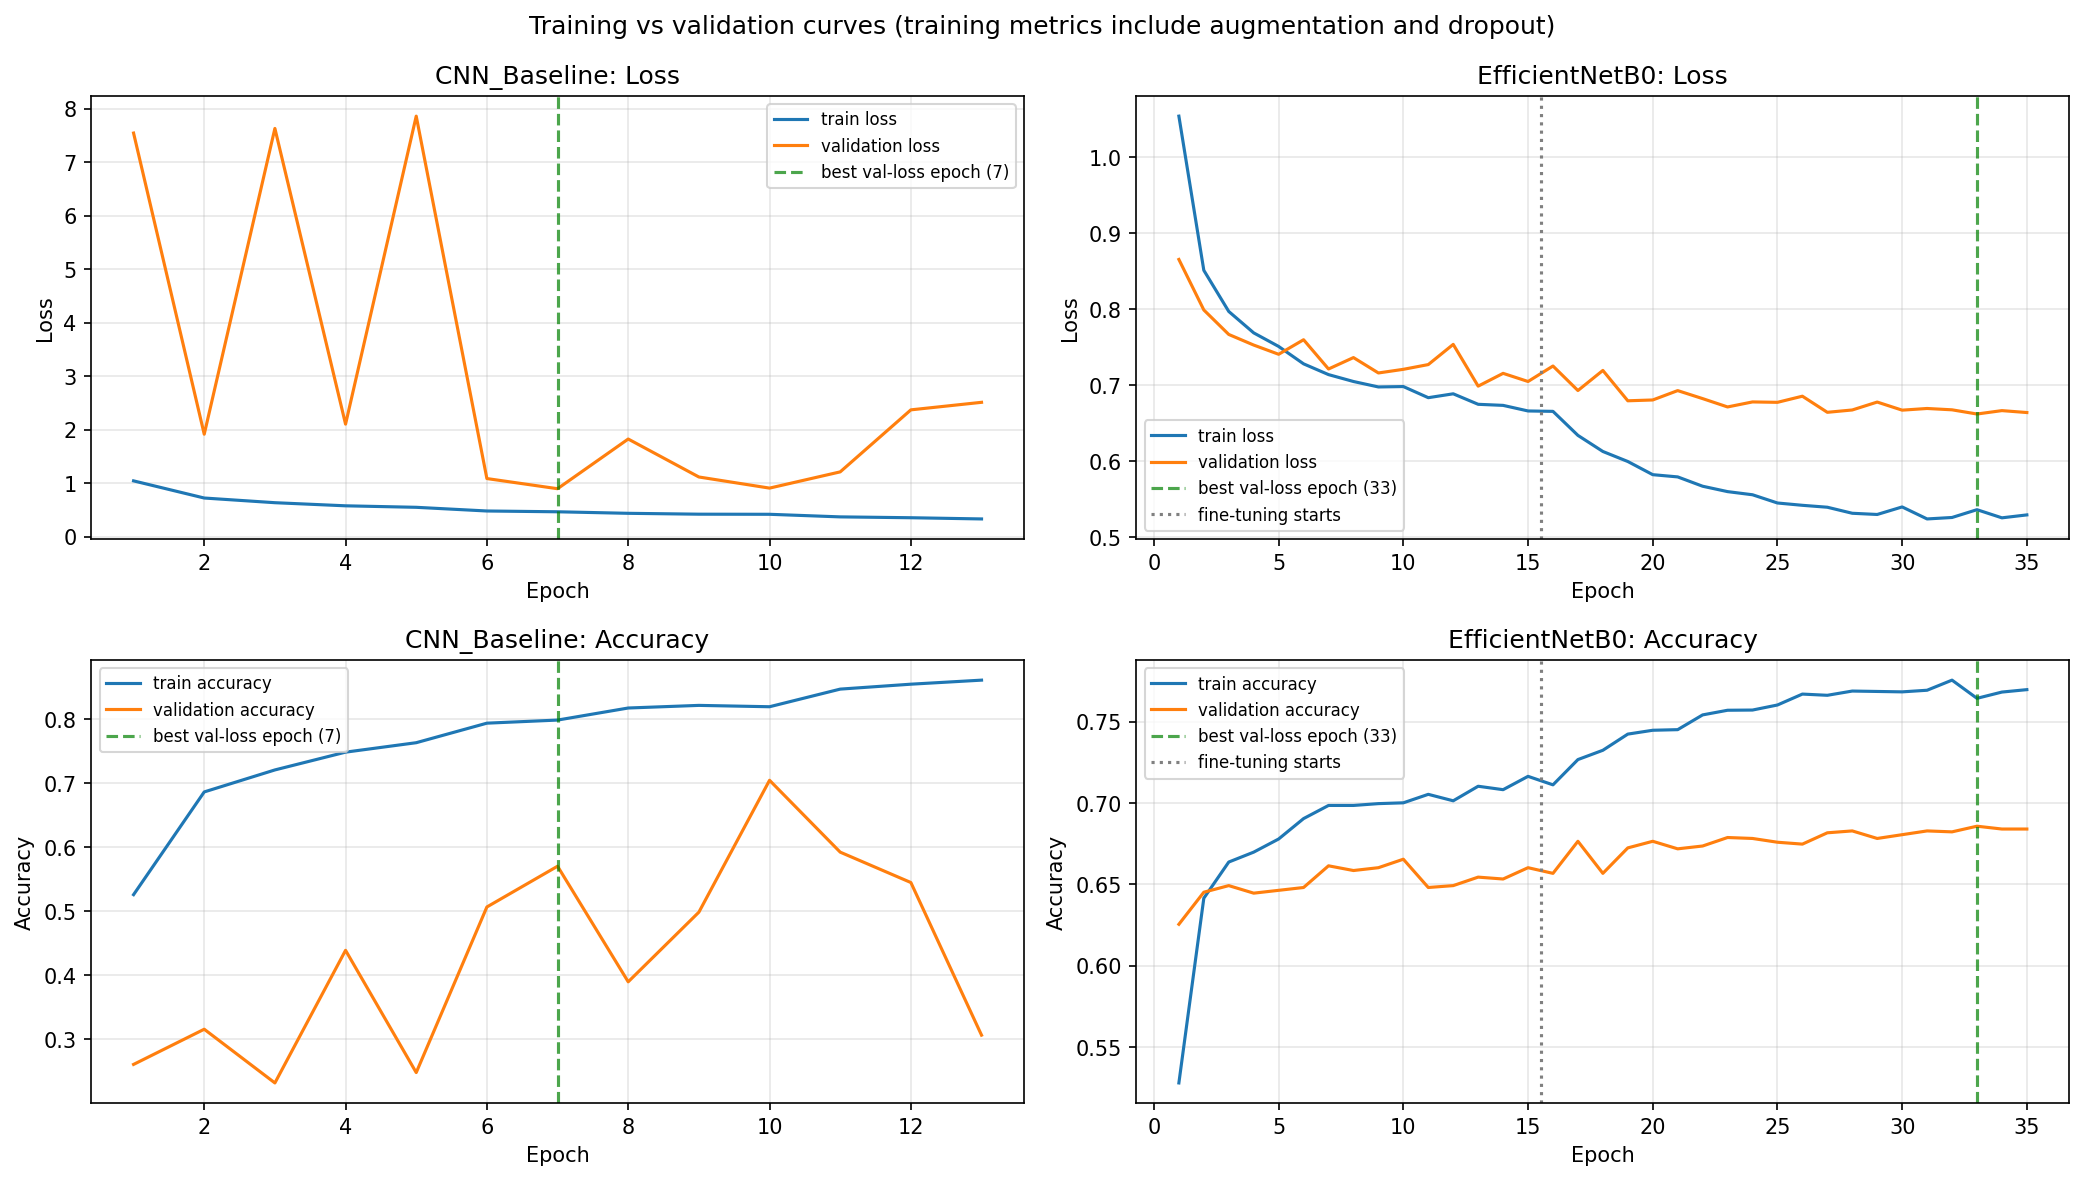 Training vs validation curves (training metrics include augmentation and dropout)
CNN_Baseline: Loss
8
7
6
5
4
3
2
1
0
Loss
train loss
validation loss
best val-loss epoch (7)
2 4 6 8 10 12
Epoch
EfficientNetB0: Loss
1.0
0.9
0.8
0.7
0.6
0.5
Loss
train loss
validation loss
best val-loss epoch (33)
fine-tuning starts
0 5 10 15 20 25 30 35
Epoch
CNN_Baseline: Accuracy
0.8
0.7
0.6
0.5
0.4
0.3
Accuracy
train accuracy
validation accuracy
best val-loss epoch (7)
2 4 6 8 10 12
Epoch
EfficientNetB0: Accuracy
0.75
0.70
0.65
0.60
0.55
Accuracy
train accuracy
validation accuracy
best val-loss epoch (33)
fine-tuning starts
0 5 10 15 20 25 30 35
Epoch